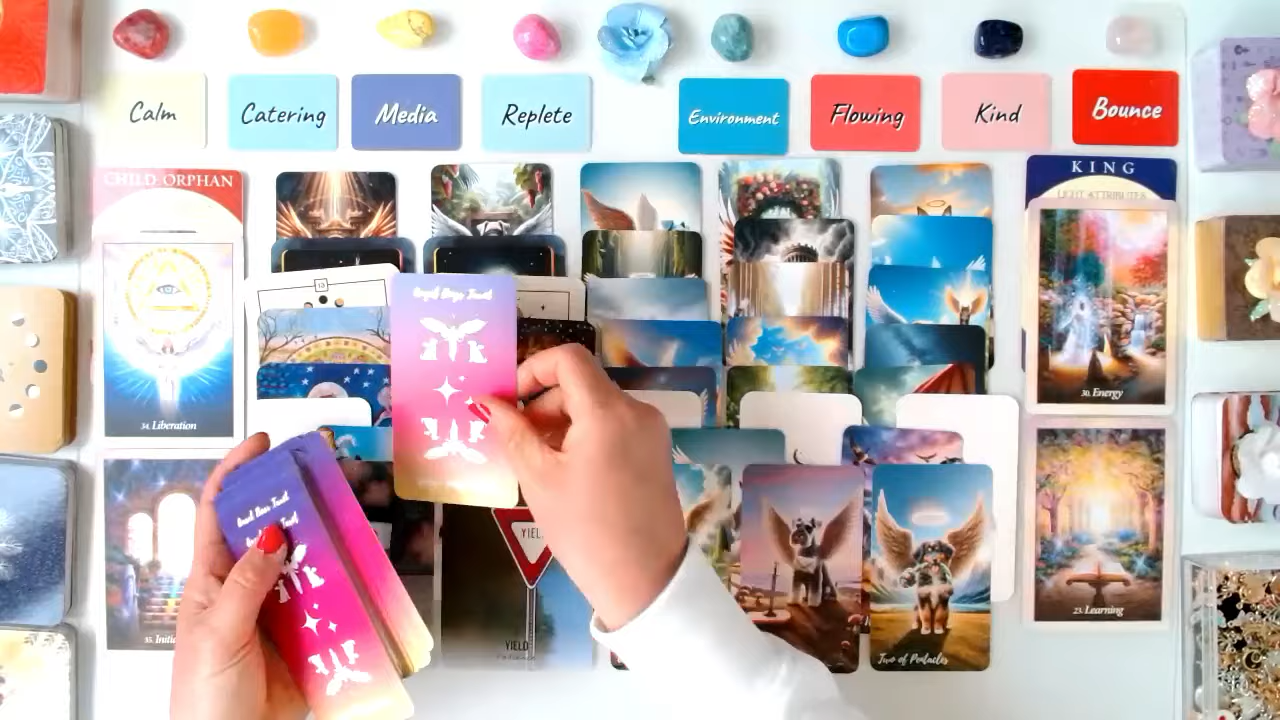 Calm
Catering
Media
Replete
Environment
Flowing
Kind
Bounce
CHILD-ORPHAN
KING
LIGHT ATTRIBUTES
13
34. Liberation
30. Energy
YIELD
Two of Pentacles
23. Learning